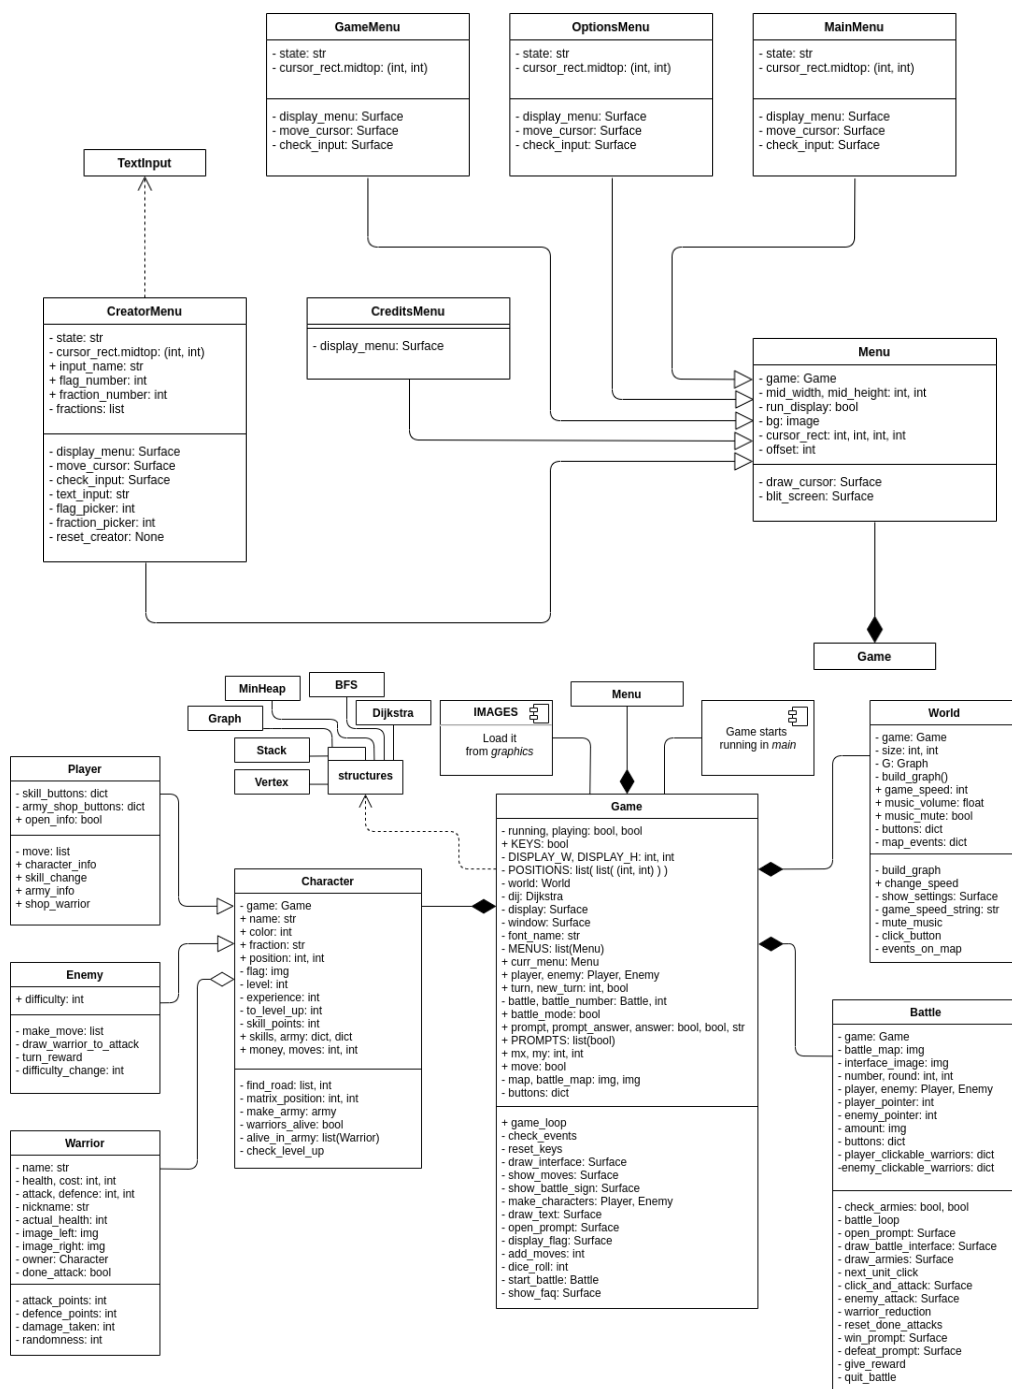 GameMenu
- state: str
- cursor_rect.midtop: (int, int)
- display_menu: Surface
- move_cursor: Surface
- check_input: Surface
OptionsMenu
- state: str
- cursor_rect.midtop: (int, int)
- display_menu: Surface
- move_cursor: Surface
- check_input: Surface
MainMenu
- state: str
- cursor_rect.midtop: (int, int)
- display_menu: Surface
- move_cursor: Surface
- check_input: Surface
TextInput
CreatorMenu
- state: str
- cursor_rect.midtop: (int, int)
+ input_name: str
+ flag_number: int
+ fraction_number: int
- fractions: list
- display_menu: Surface
- move_cursor: Surface
- check_input: Surface
- text_input: str
- flag_picker: int
- fraction_picker: int
- reset_creator: None
CreditsMenu
- display_menu: Surface
Menu
- game: Game
- mid_width, mid_height: int, int
- run_display: bool
- bg: image
- cursor_rect: int, int, int, int
- offset: int
- draw_cursor: Surface
- blit_screen: Surface
Game
MinHeap
BFS
Graph
Dijkstra
Stack
Vertex
structures
IMAGES
Load it
from graphics
Menu
Game starts
running in main
World
- game: Game
- size: int, int
- G: Graph
- build_graph()
+ game_speed: int
+ music_volume: float
+ music_mute: bool
- buttons: dict
- map_events: dict
- build_graph
+ change_speed
- show_settings: Surface
- game_speed_string: str
- mute_music
- click_button
- events_on_map
Player
- skill_buttons: dict
- army_shop_buttons: dict
+ open_info: bool
- move: list
+ character_info
+ skill_change
+ army_info
+ shop_warrior
Enemy
+ difficulty: int
- make_move: list
- draw_warrior_to_attack
- turn_reward
- difficulty_change: int
Warrior
- name: str
- health, cost: int, int
- attack, defence: int, int
- nickname: str
- actual_health: int
- image_left: img
- image_right: img
- owner: Character
- done_attack: bool
- attack_points: int
- defence_points: int
- damage_taken: int
- randomness: int
Character
- game: Game
+ name: str
+ color: int
+ fraction: str
+ position: int, int
- flag: img
- level: int
- experience: int
- to_level_up: int
- skill_points: int
+ skills, army: dict, dict
+ money, moves: int, int
- find_road: list, int
- matrix_position: int, int
- make_army: army
- warriors_alive: bool
- alive_in_army: list(Warrior)
- check_level_up
Game
- running, playing: bool, bool
+ KEYS: bool
- DISPLAY_W, DISPLAY_H: int, int
- POSITIONS: list( list( (int, int) ) )
- world: World
- dij: Dijkstra
- display: Surface
- window: Surface
- font_name: str
- MENUS: list(Menu)
+ curr_menu: Menu
+ player, enemy: Player, Enemy
+ turn, new_turn: int, bool
- battle, battle_number: Battle, int
+ battle_mode: bool
+ prompt, prompt_answer, answer: bool, bool, str
+ PROMPTS: list(bool)
+ mx, my: int, int
+ move: bool
- map, battle_map: img, img
- buttons: dict
+ game_loop
- check_events
- reset_keys
- draw_interface: Surface
- show_moves: Surface
- show_battle_sign: Surface
- make_characters: Player, Enemy
- draw_text: Surface
- open_prompt: Surface
- display_flag: Surface
- add_moves: int
- dice_roll: int
- start_battle: Battle
- show_faq: Surface
Battle
- game: Game
- battle_map: img
- interface_image: img
- number, round: int, int
- player, enemy: Player, Enemy
- player_pointer: int
- enemy_pointer: int
- amount: img
- buttons: dict
- player_clickable_warriors: dict
-enemy_clickable_warriors: dict
- check_armies: bool, bool
- battle_loop
- open_prompt: Surface
- draw_battle_interface: Surface
- draw_armies: Surface
- next_unit_click
- click_and_attack: Surface
- enemy_attack: Surface
- warrior_reduction
- reset_done_attacks
- win_prompt: Surface
- defeat_prompt: Surface
- give_reward
- quit_battle